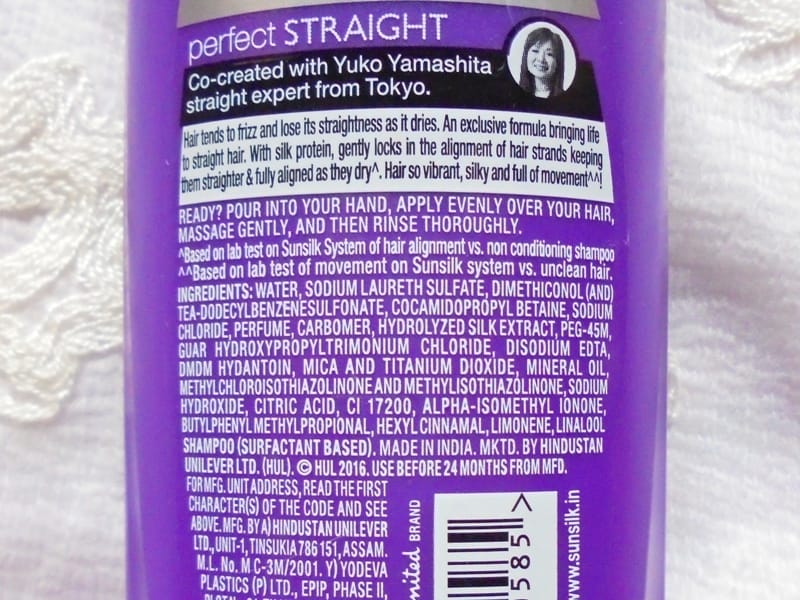 perfect STRAIGHT
Co-created with Yuko Yamashita
straight expert from Tokyo.
Hair tends to frizz and lose its straightness as it dries. An exclusive formula bringing life
to straight hair. With silk protein, gently locks in the alignment of hair strands keeping
them straighter & fully aligned as they dry^. Hair so vibrant, silky and full of movement^^!
READY? POUR INTO YOUR HAND, APPLY EVENLY OVER YOUR HAIR,
MASSAGE GENTLY, AND THEN RINSE THOROUGHLY.
^Based on lab test on Sunsilk System of hair alignment vs. non conditioning shampoo
^^Based on lab test of movement on Sunsilk system vs. unclean hair.
INGREDIENTS: WATER, SODIUM LAURETH SULFATE, DIMETHICONOL (AND)
TEA-DODECYLBENZENESULFONATE, COCAMIDOPROPYL BETAINE, SODIUM
CHLORIDE, PERFUME, CARBOMER, HYDROLYZED SILK EXTRACT, PEG-45M,
GUAR HYDROXYPROPYLTRIMONIUM CHLORIDE, DISODIUM EDTA,
DMDM HYDANTOIN, MICA AND TITANIUM DIOXIDE, MINERAL OIL,
METHYLCHLOROISOTHIAZOLINONE AND METHYLISOTHIAZOLINONE, SODIUM
HYDROXIDE, CITRIC ACID, CI 17200, ALPHA-ISOMETHYL IONONE,
BUTYLPHENYL METHYLPROPIONAL, HEXYL CINNAMAL, LIMONENE, LINALOOL
SHAMPOO (SURFACTANT BASED). MADE IN INDIA. MKTD. BY HINDUSTAN
UNILEVER LTD. (HUL). © HUL 2016. USE BEFORE 24 MONTHS FROM MFD.
FOR MFG. UNIT ADDRESS, READ THE FIRST
CHARACTER(S) OF THE CODE AND SEE
ABOVE. MFG. BY A) HINDUSTAN UNILEVER
LTD., UNIT-1, TINSUKIA 786 151, ASSAM.
M.L. No. M C-3M/2001. Y) YODEVA
PLASTICS (P) LTD., EPIP, PHASE II,
BRAND
585 >
www.sunsilk.in